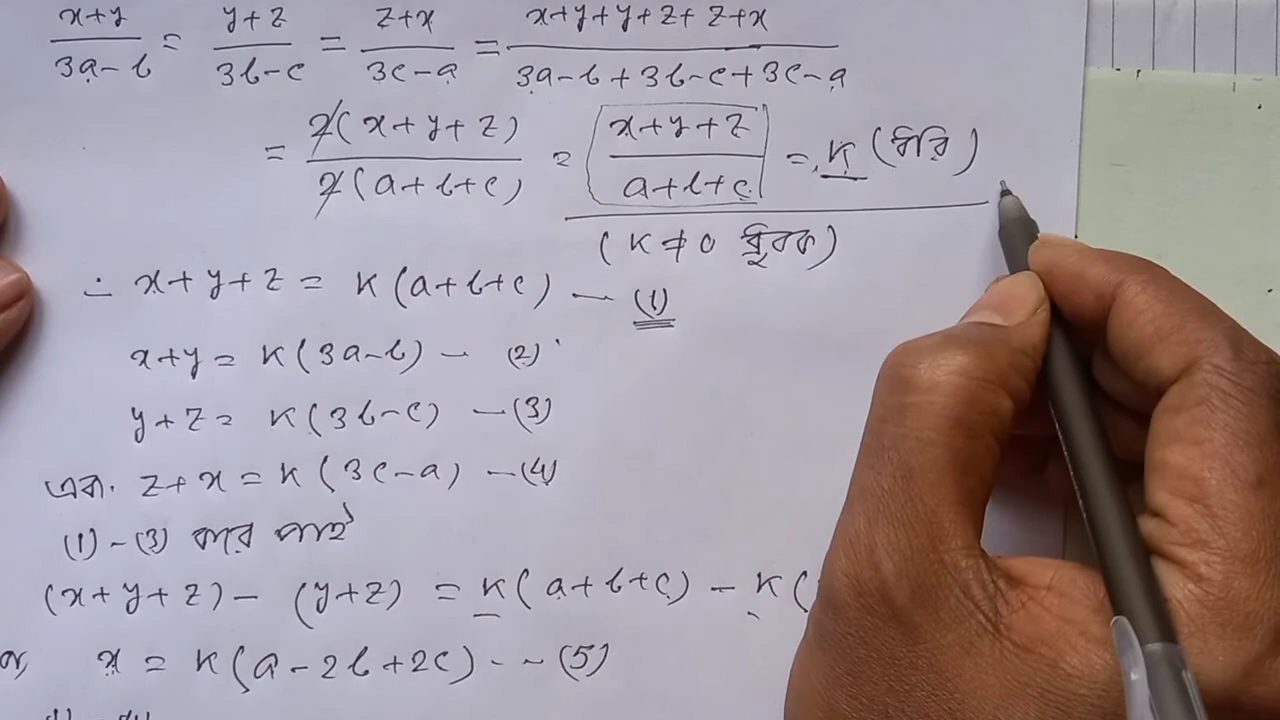 x+y/3a-b = y+z/3b-c = z+x/3c-a = x+y+y+z+z+x/3a-b+3b-c+3c-a
= 2(x+y+z)/2(a+b+c) = x+y+z/a+b+c = K (ধরি)
(K ≠ 0 ধ্রুবক)
∴ x+y+z = K(a+b+c) — (1)
x+y = K(3a-b) — (2)
y+z = K(3b-c) — (3)
এবং z+x = K(3c-a) — (4)
(1)-(3) করে পাই
(x+y+z) - (y+z) = K(a+b+c) - K(
or, x = K(a-2b+2c) -- (5)